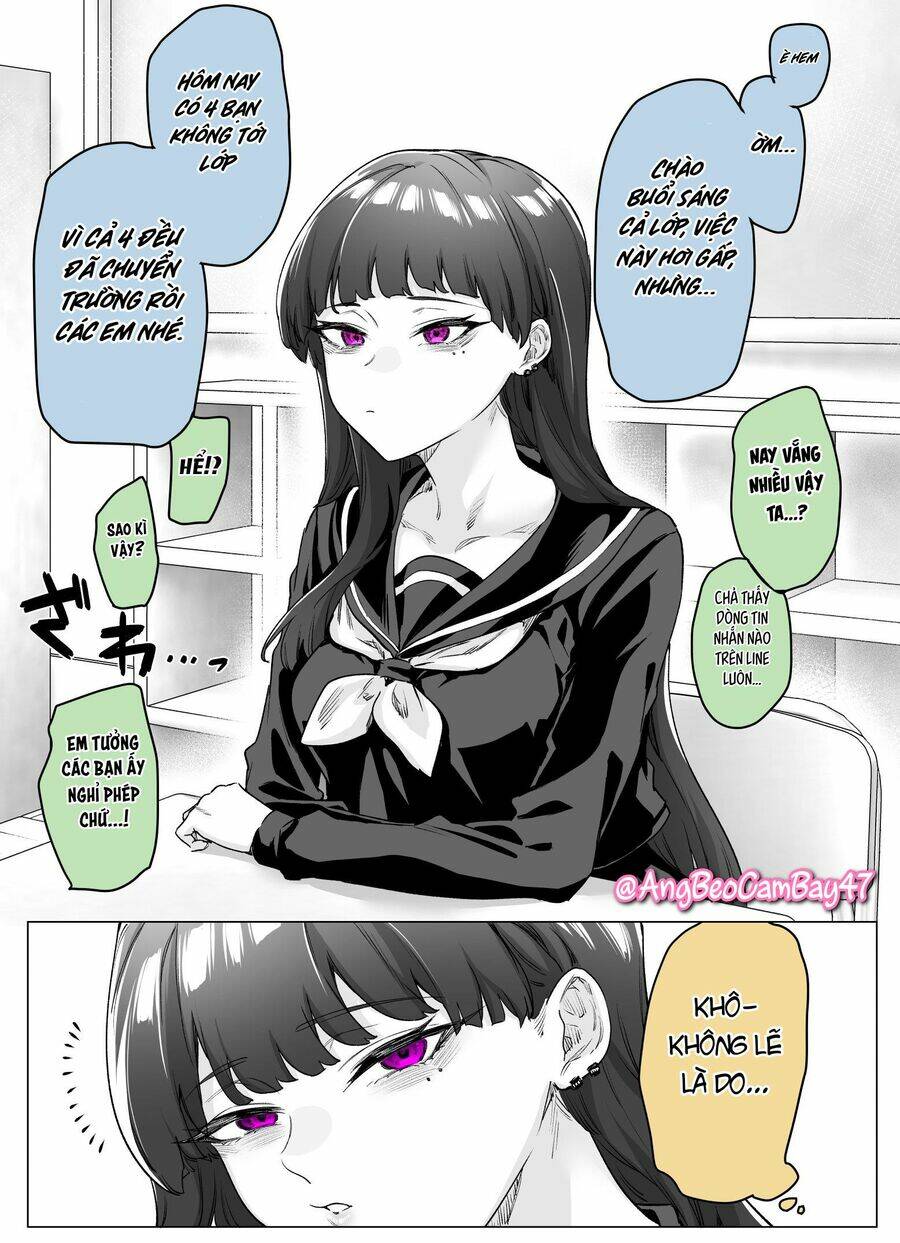 È HEM
ỜM...
CHÀO
BUỔI SÁNG
CẢ LỚP, VIỆC
NÀY HƠI GẤP,
NHƯNG...
HÔM NAY
CÓ 4 BẠN
KHÔNG TỚI
LỚP
VÌ CẢ 4 ĐỀU
ĐÃ CHUYỂN
TRƯỜNG RỒI
CÁC EM NHÉ.
NAY VẮNG
NHIỀU VẬY
TA...?
CHẢ THẤY
DÒNG TIN
NHẮN NÀO
TRÊN LINE
LUÔN...
HỂ!?
SAO KÌ
VẬY?
ざわ...
EM TƯỞNG
CÁC BẠN ẤY
NGHỈ PHÉP
CHỨ...!
@AngBeoCamBay47
KHÔ-
KHÔNG LẼ
LÀ DO...